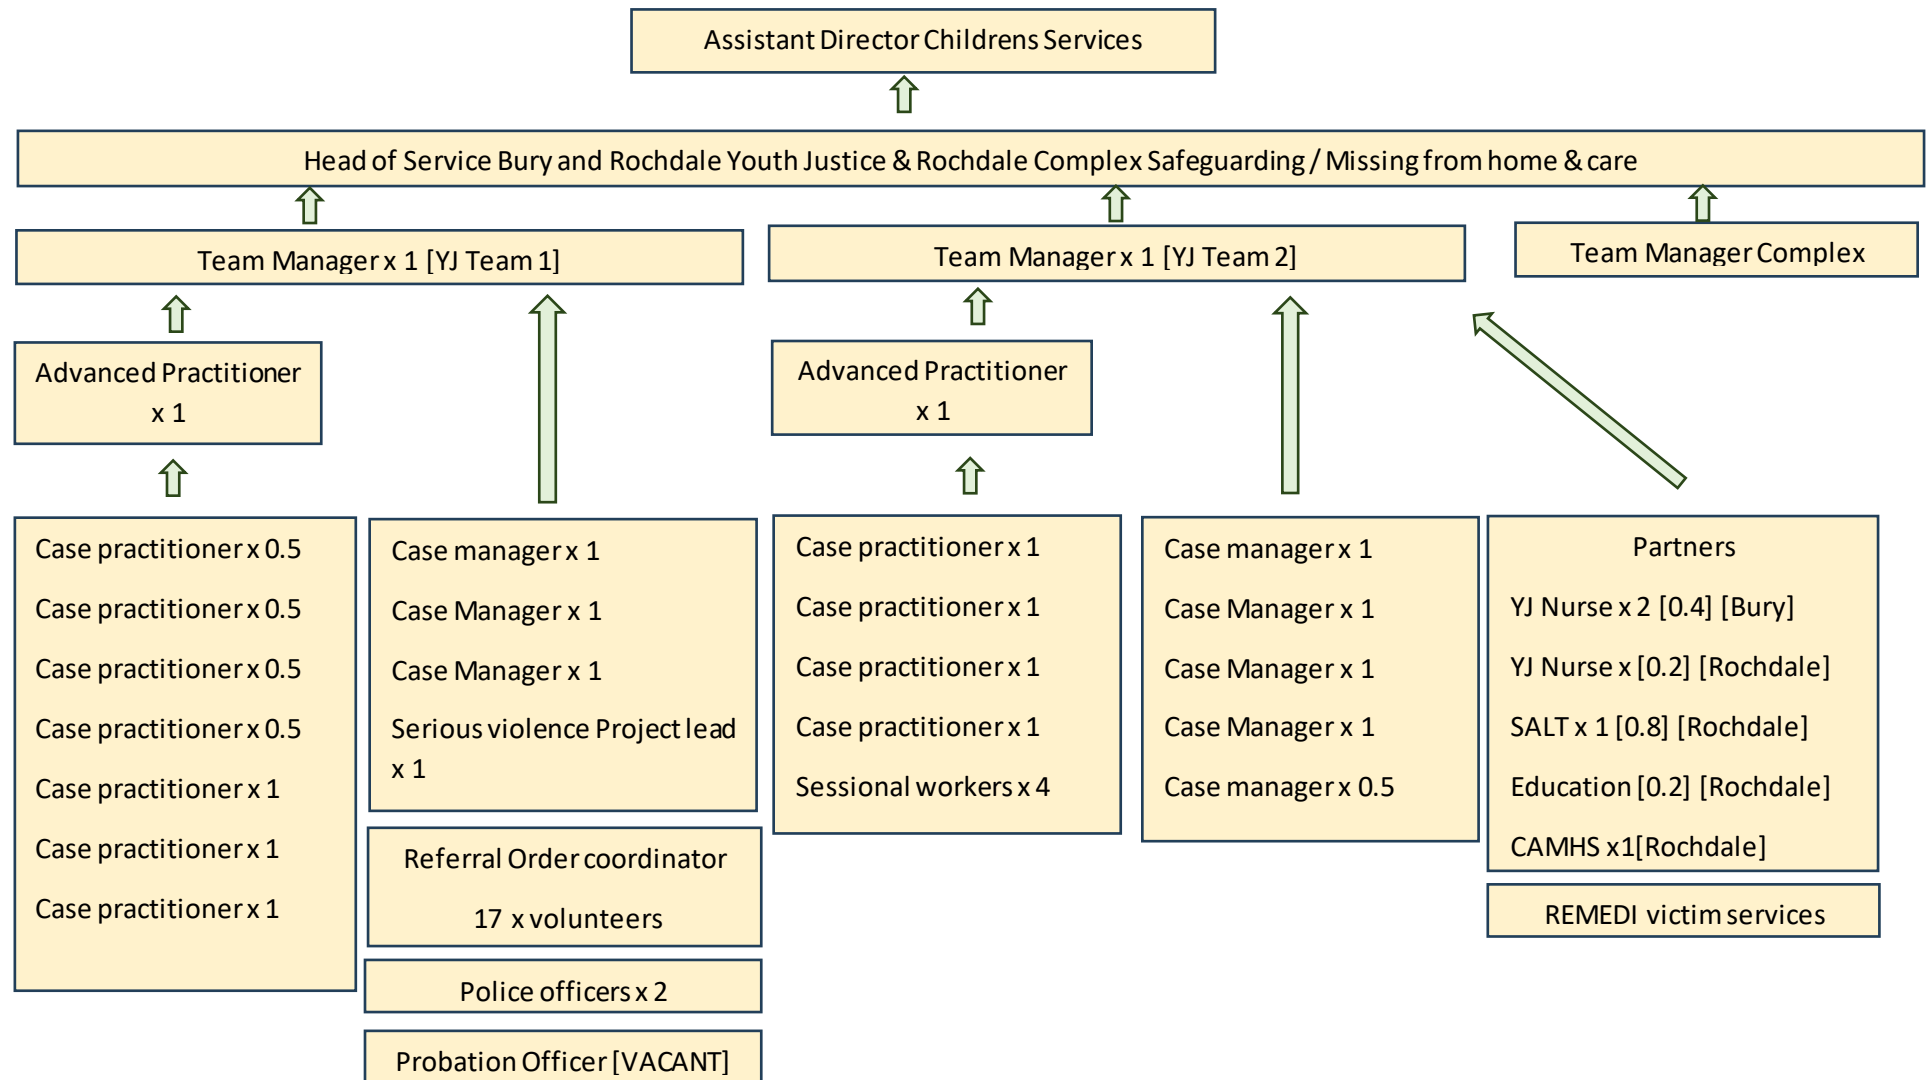 Assistant Director Childrens Services
Head of Service Bury and Rochdale Youth Justice & Rochdale Complex Safeguarding / Missing from home & care
Team Manager x 1 [YJ Team 1]
Team Manager x 1 [YJ Team 2]
Team Manager Complex
Advanced Practitioner
x 1
Advanced Practitioner
x 1
Case practitioner x 0.5
Case practitioner x 0.5
Case practitioner x 0.5
Case practitioner x 0.5
Case practitioner x 1
Case practitioner x 1
Case practitioner x 1
Case manager x 1
Case Manager x 1
Case Manager x 1
Serious violence Project lead
x 1
Referral Order coordinator
17 x volunteers
Police officers x 2
Probation Officer [VACANT]
Case practitioner x 1
Case practitioner x 1
Case practitioner x 1
Case practitioner x 1
Sessional workers x 4
Case manager x 1
Case Manager x 1
Case Manager x 1
Case Manager x 1
Case manager x 0.5
Partners
YJ Nurse x 2 [0.4] [Bury]
YJ Nurse x [0.2] [Rochdale]
SALT x 1 [0.8] [Rochdale]
Education [0.2] [Rochdale]
CAMHS x1[Rochdale]
REMEDI victim services